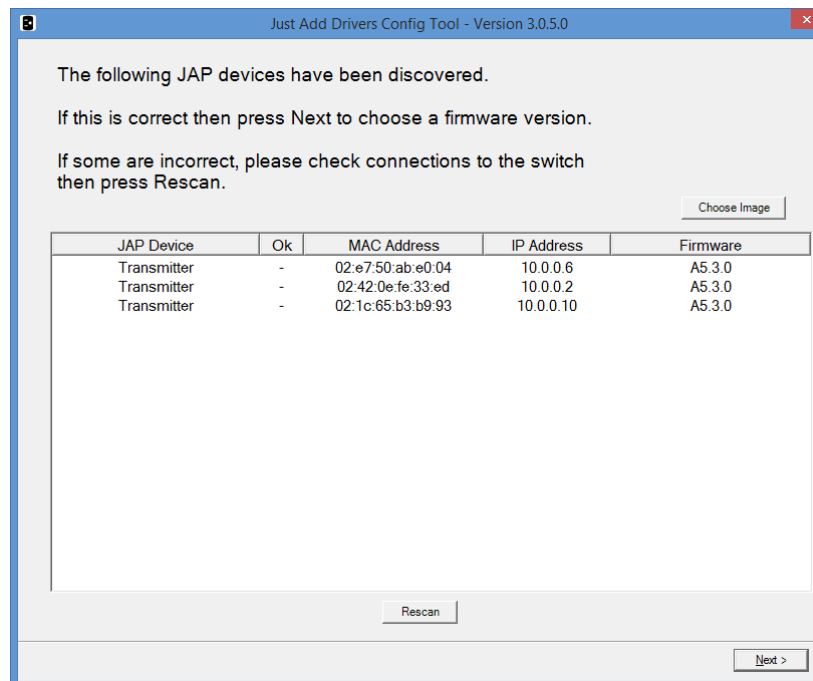 Just Add Drivers Config Tool - Version 3.0.5.0
The following JAP devices have been discovered.
If this is correct then press Next to choose a firmware version.
If some are incorrect, please check connections to the switch
then press Rescan.
Choose Image
JAP Device Ok MAC Address IP Address Firmware
Transmitter - 02:e7:50:ab:e0:04 10.0.0.6 A5.3.0
Transmitter - 02:42:0e:fe:33:ed 10.0.0.2 A5.3.0
Transmitter - 02:1c:65:b3:b9:93 10.0.0.10 A5.3.0
Rescan
Next >